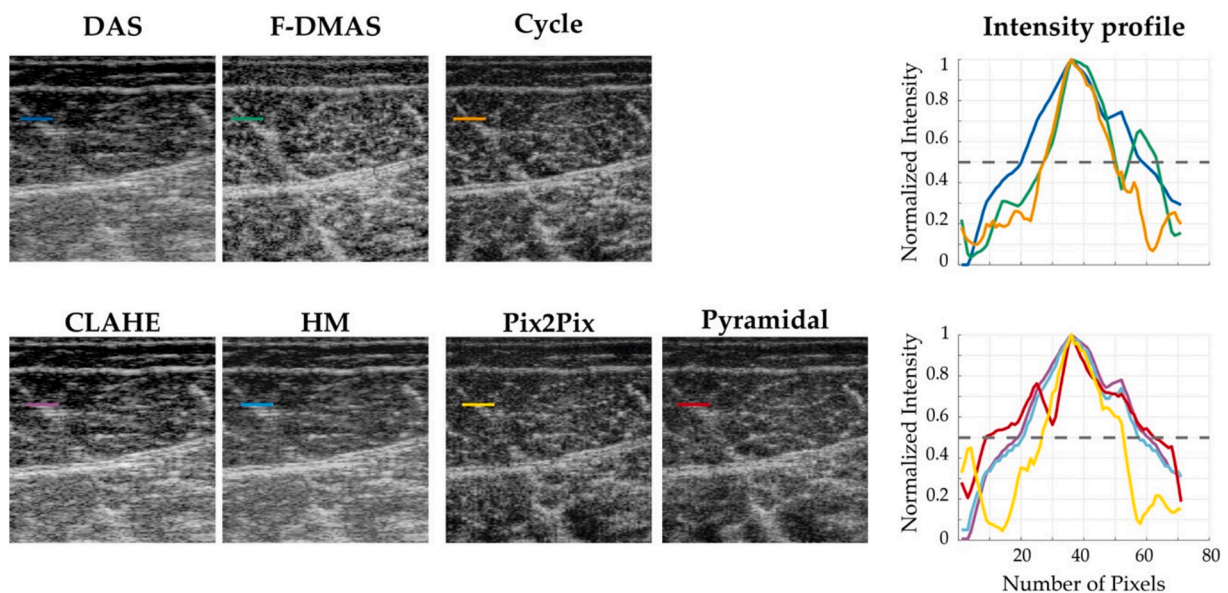 DAS F-DMAS Cycle Intensity profile
Normalized Intensity
1
0.8
0.6
0.4
0.2
0
CLAHE HM Pix2Pix Pyramidal
Normalized Intensity
1
0.8
0.6
0.4
0.2
0
20 40 60 80
Number of Pixels